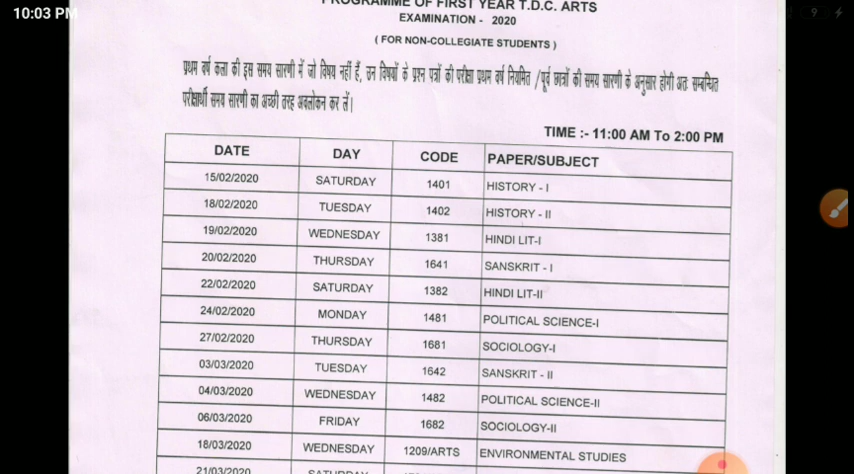 10:03 PM
9
PROGRAMME OF FIRST YEAR T.D.C. ARTS
EXAMINATION - 2020
( FOR NON-COLLEGIATE STUDENTS )
प्रथम वर्ष कला की इस समय सारणी में जो विषय नहीं हैं, उन विषयों के प्रश्न पत्रों की परीक्षा प्रथम वर्ष नियमित /पूर्व छात्रों की समय सारणी के अनुसार होगी अतः सम्बन्धित
परीक्षार्थी समय सारणी का अच्छी तरह अवलोकन कर लें।
TIME :- 11:00 AM To 2:00 PM
DATE DAY CODE PAPER/SUBJECT
15/02/2020 SATURDAY 1401 HISTORY - I
18/02/2020 TUESDAY 1402 HISTORY - II
19/02/2020 WEDNESDAY 1381 HINDI LIT-I
20/02/2020 THURSDAY 1641 SANSKRIT - I
22/02/2020 SATURDAY 1382 HINDI LIT-II
24/02/2020 MONDAY 1481 POLITICAL SCIENCE-I
27/02/2020 THURSDAY 1681 SOCIOLOGY-I
03/03/2020 TUESDAY 1642 SANSKRIT - II
04/03/2020 WEDNESDAY 1482 POLITICAL SCIENCE-II
06/03/2020 FRIDAY 1682 SOCIOLOGY-II
18/03/2020 WEDNESDAY 1209/ARTS ENVIRONMENTAL STUDIES
21/03/2020 SATURDAY